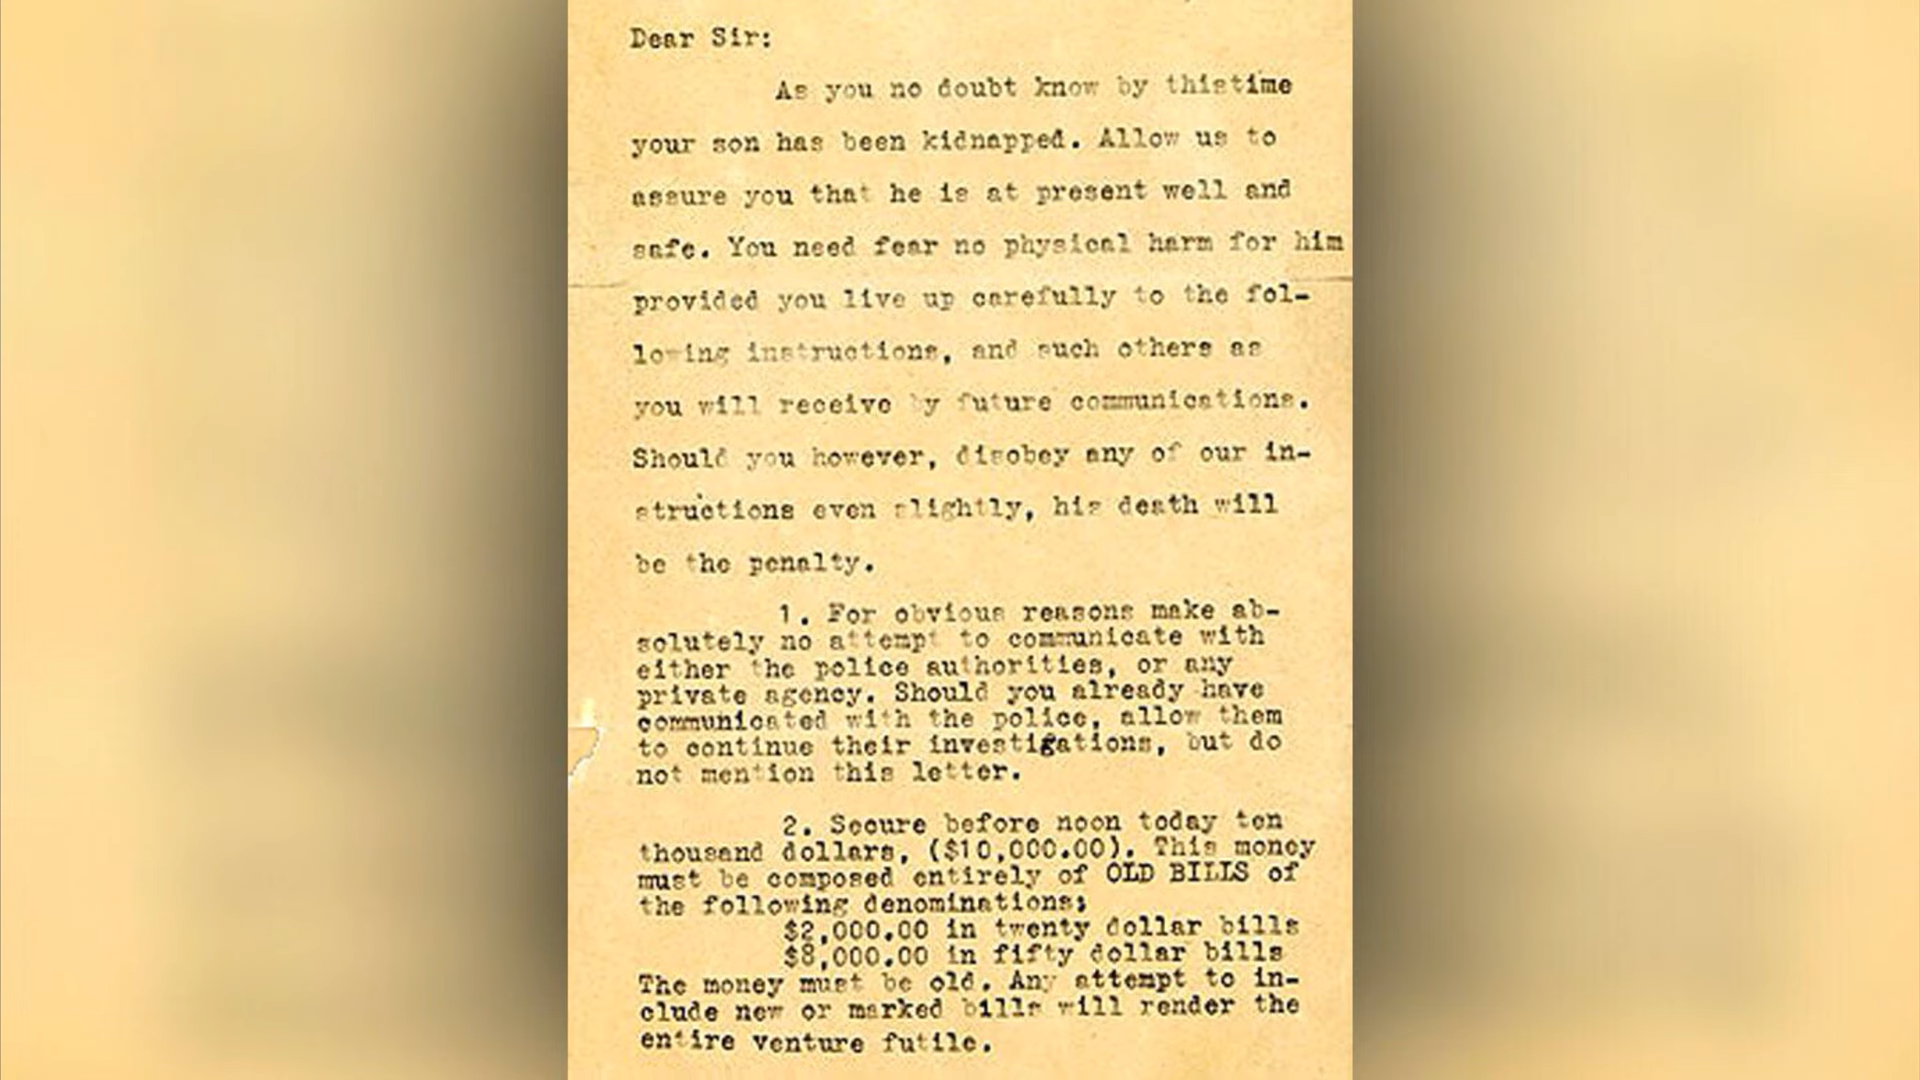 Dear Sir:
As you no doubt know by thistime
your son has been kidnapped. Allow us to
assure you that he is at present well and
safe. You need fear no physical harm for him
provided you live up carefully to the fol-
lowing instructions, and such others as
you will receive by future communications.
Should you however, disobey any of our in-
structions even slightly, his death will
be the penalty.
1. For obvious reasons make ab-
solutely no attempt to communicate with
either the police authorities, or any
private agency. Should you already have
communicated with the police, allow them
to continue their investigations, but do
not mention this letter.
2. Secure before noon today ten
thousand dollars, ($10,000.00). This money
must be composed entirely of OLD BILLS of
the following denominations;
$2,000.00 in twenty dollar bills
$8,000.00 in fifty dollar bills
The money must be old. Any attempt to in-
clude new or marked bills will render the
entire venture futile.